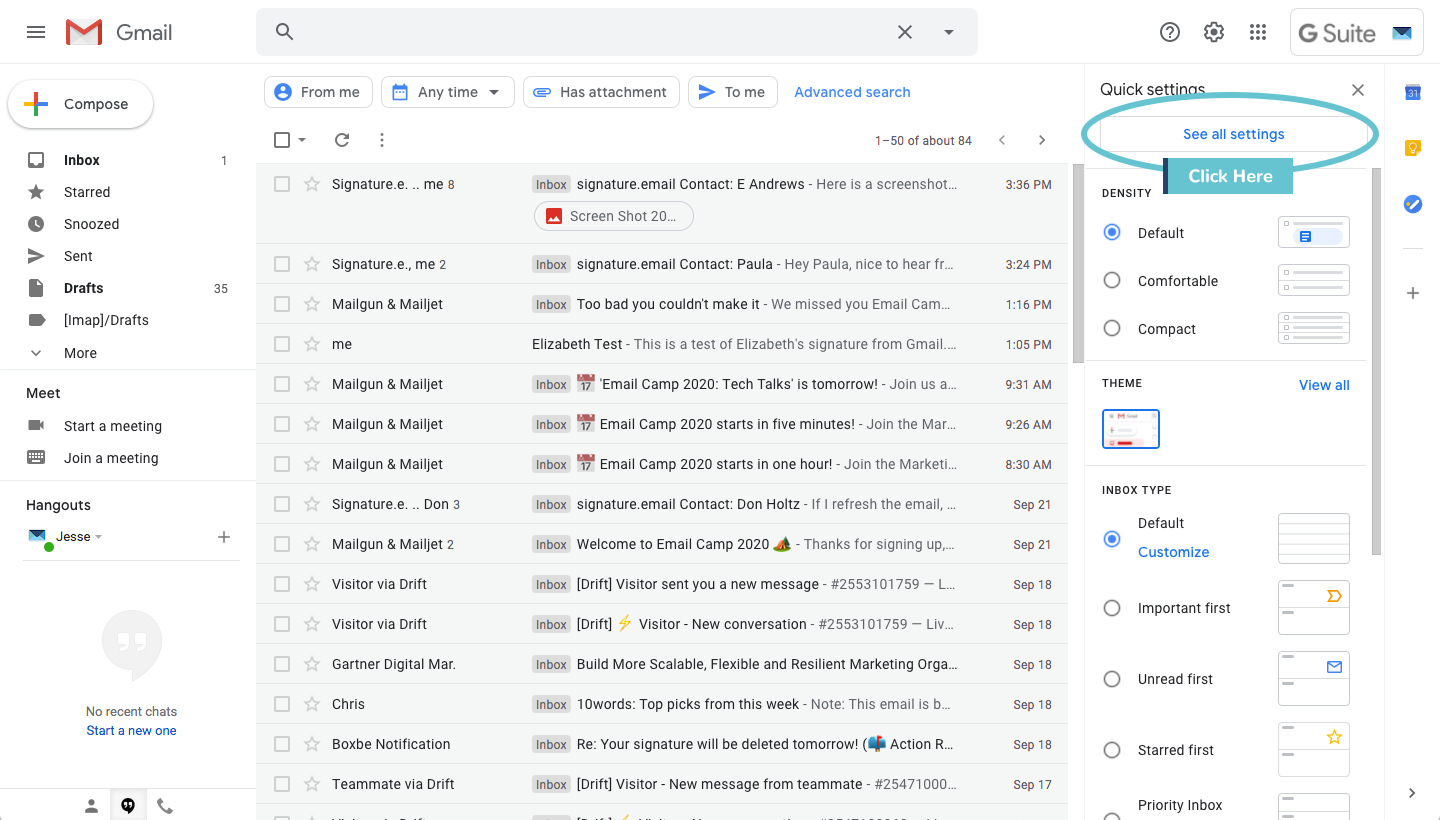 Gmail
G Suite
Compose
Inbox 1
Starred
Snoozed
Sent
Drafts 35
[Imap]/Drafts
More
Meet
Start a meeting
Join a meeting
Hangouts
Jesse
No recent chats
Start a new one
From me Any time Has attachment To me Advanced search
1–50 of about 84
Signature.e. .. me 8 Inbox signature.email Contact: E Andrews - Here is a screenshot… 3:36 PM
Screen Shot 20…
Signature.e., me 2 Inbox signature.email Contact: Paula - Hey Paula, nice to hear fr… 3:24 PM
Mailgun & Mailjet Inbox Too bad you couldn't make it - We missed you Email Cam… 1:16 PM
me Elizabeth Test - This is a test of Elizabeth's signature from Gmail.… 1:05 PM
Mailgun & Mailjet Inbox 📅 'Email Camp 2020: Tech Talks' is tomorrow! - Join us a… 9:31 AM
Mailgun & Mailjet Inbox 📅 Email Camp 2020 starts in five minutes! - Join the Mar… 9:26 AM
Mailgun & Mailjet Inbox 📅 Email Camp 2020 starts in one hour! - Join the Marketi… 8:30 AM
Signature.e. .. Don 3 Inbox signature.email Contact: Don Holtz - If I refresh the email, … Sep 21
Mailgun & Mailjet 2 Inbox Welcome to Email Camp 2020 🏕️ - Thanks for signing up,… Sep 21
Visitor via Drift Inbox [Drift] Visitor sent you a new message - #2553101759 — L… Sep 18
Visitor via Drift Inbox [Drift] ⚡ Visitor - New conversation - #2553101759 — Liv… Sep 18
Gartner Digital Mar. Inbox Build More Scalable, Flexible and Resilient Marketing Orga… Sep 18
Chris Inbox 10words: Top picks from this week - Note: This email is b… Sep 18
Boxbe Notification Inbox Re: Your signature will be deleted tomorrow! (📫 Action R… Sep 18
Teammate via Drift Inbox [Drift] Visitor - New message from teammate - #25471000… Sep 17
Quick settings
See all settings
Click Here
DENSITY
Default
Comfortable
Compact
THEME View all
INBOX TYPE
Default
Customize
Important first
Unread first
Starred first
Priority Inbox
31